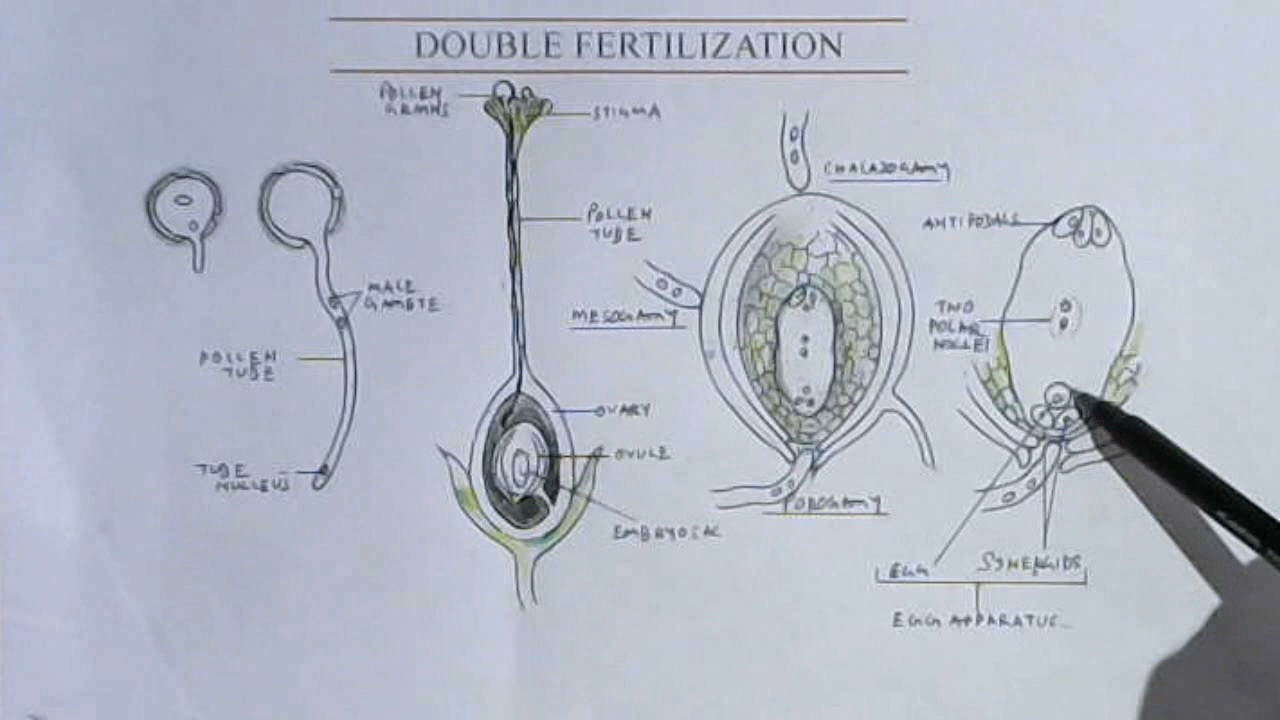 DOUBLE FERTILIZATION
POLLEN
GRAINS
STIGMA
POLLEN
TUBE
MALE
GAMETE
POLLEN
TUBE
TUBE
NUCLEUS
OVARY
OVULE
EMBRYOSAC
CHALAZOGAMY
MESOGAMY
POROGAMY
ANTIPODALS
TWO
POLAR
EGG
SYNERGIDS
EGG APPARATUS